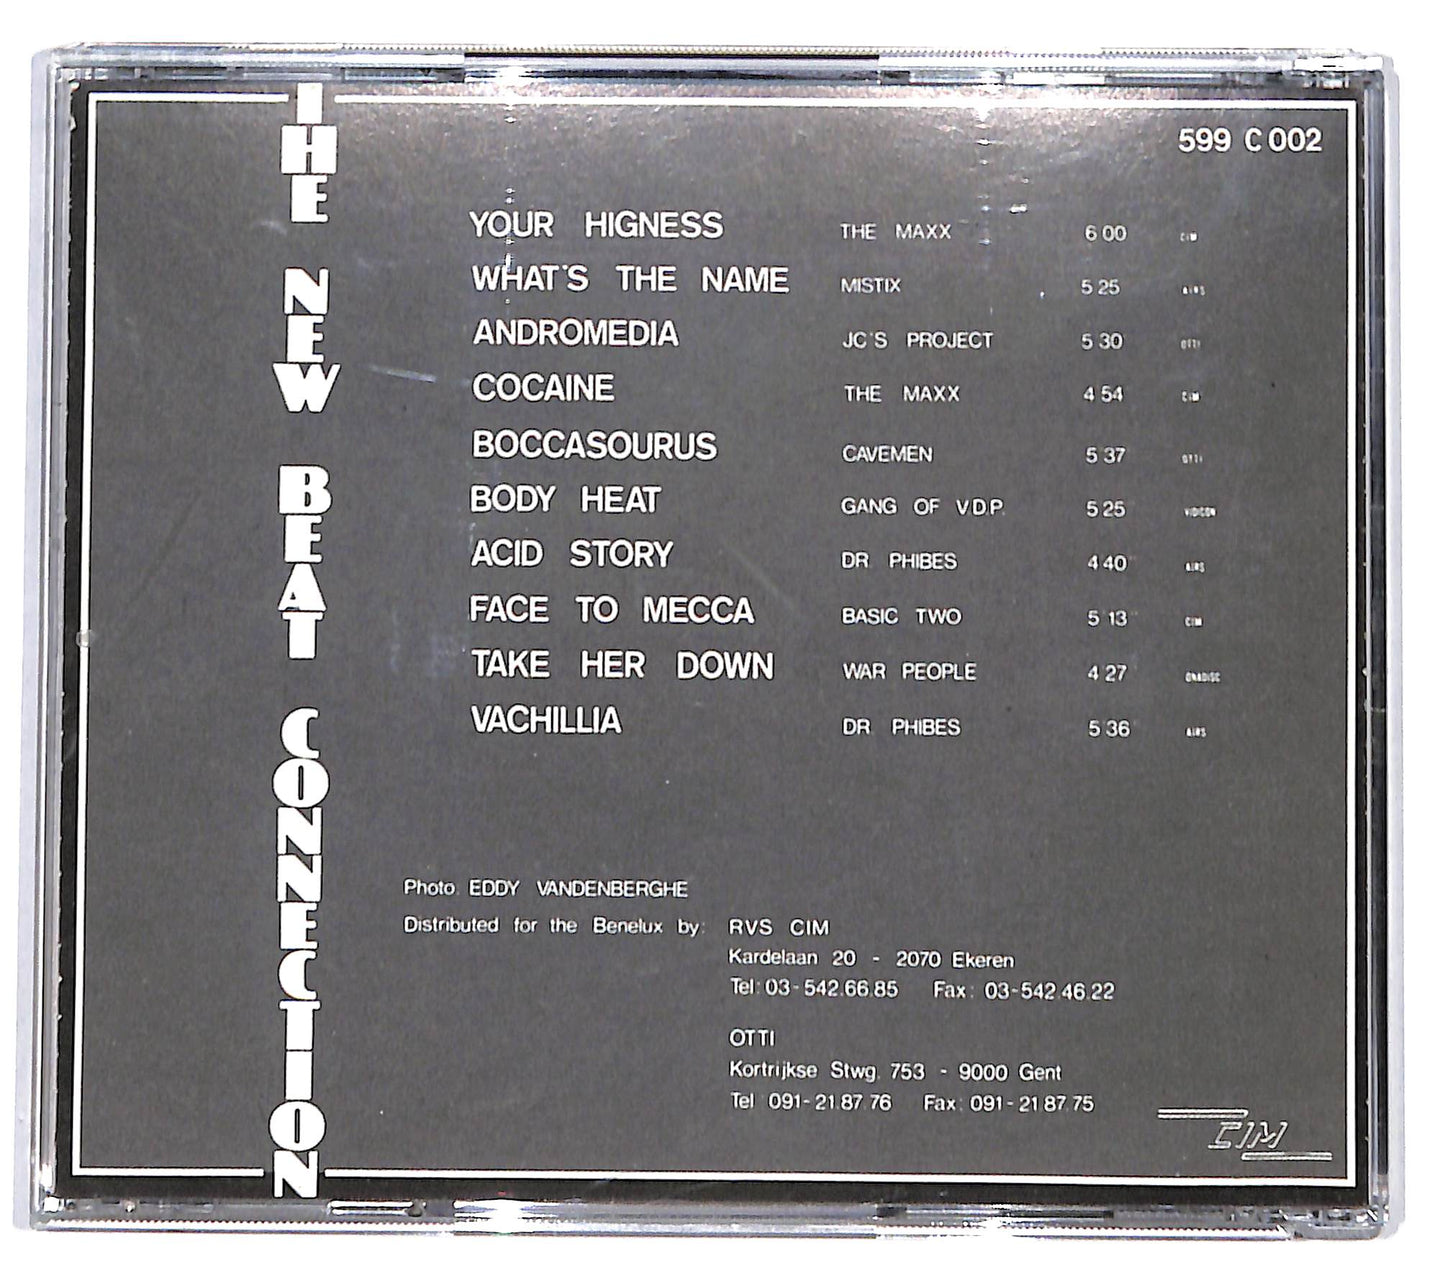 THE NEW BEAT CONNECTION
599 C 002
YOUR HIGNESS THE MAXX 6'00 CIM
WHAT'S THE NAME MISTIX 5'25 AIRS
ANDROMEDIA JC'S PROJECT 5'30 OTTI
COCAINE THE MAXX 4'54 CIM
BOCCASOURUS CAVEMEN 5'37 OTTI
BODY HEAT GANG OF V.D.P. 5'25 VIDICON
ACID STORY DR PHIBES 4'40" AIRS
FACE TO MECCA BASIC TWO 5'13" CIM
TAKE HER DOWN WAR PEOPLE 4'27 DNADISC
VACHILLIA DR PHIBES 5'36 AIRS
Photo: EDDY VANDENBERGHE
Distributed for the Benelux by: RVS CIM
Kardelaan 20 - 2070 Ekeren
Tel: 03-542.66.85 Fax: 03-542.46.22
OTTI
Kortrijkse Stwg. 753 - 9000 Gent
Tel: 091-21.87.76 Fax: 091-21.87.75
CIM